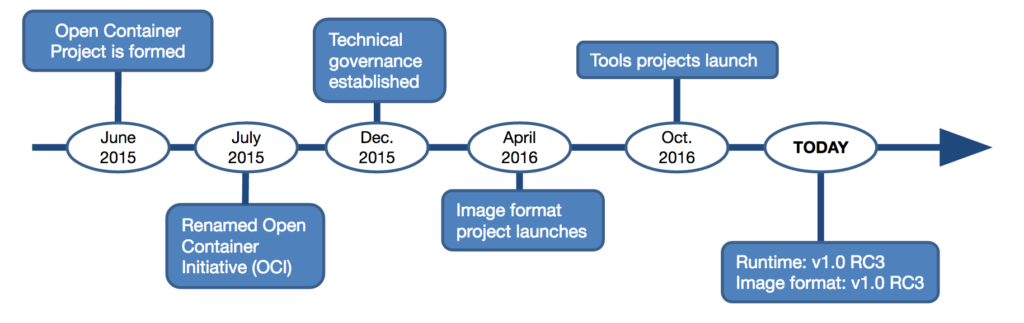 Open Container
Project is formed
Technical
governance
established
Tools projects launch
June
2015
July
2015
Dec.
2015
April
2016
Oct.
2016
TODAY
Renamed Open
Container
Initiative (OCI)
Image format
project launches
Runtime: v1.0 RC3
Image format: v1.0 RC3